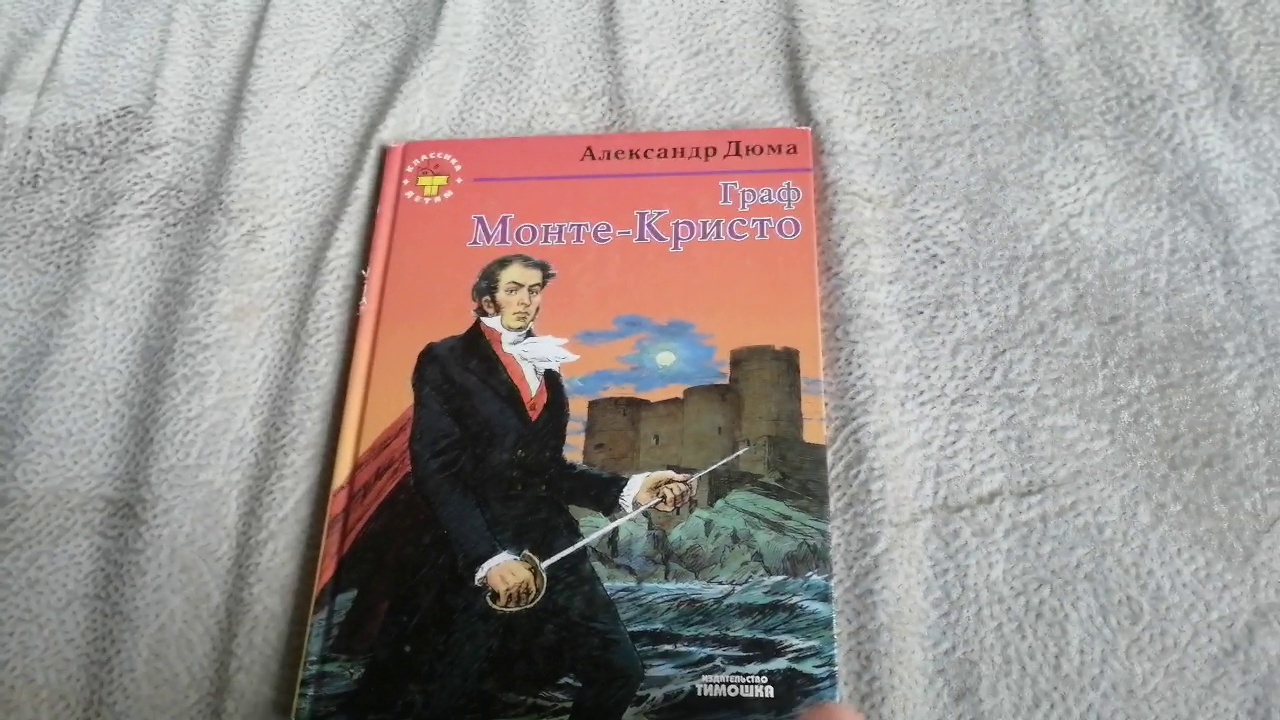 КЛАССИКА
ДЕТЯМ
Александр Дюма
Граф
Монте-Кристо
ИЗДАТЕЛЬСТВО
ТИМОШКА